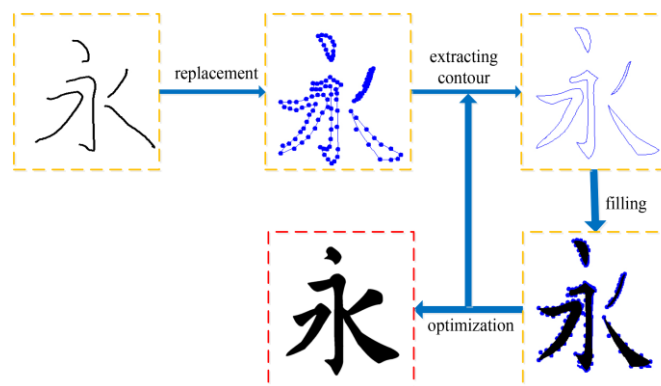 永
replacement
永
extracting
contour
永
filling
永
optimization
永